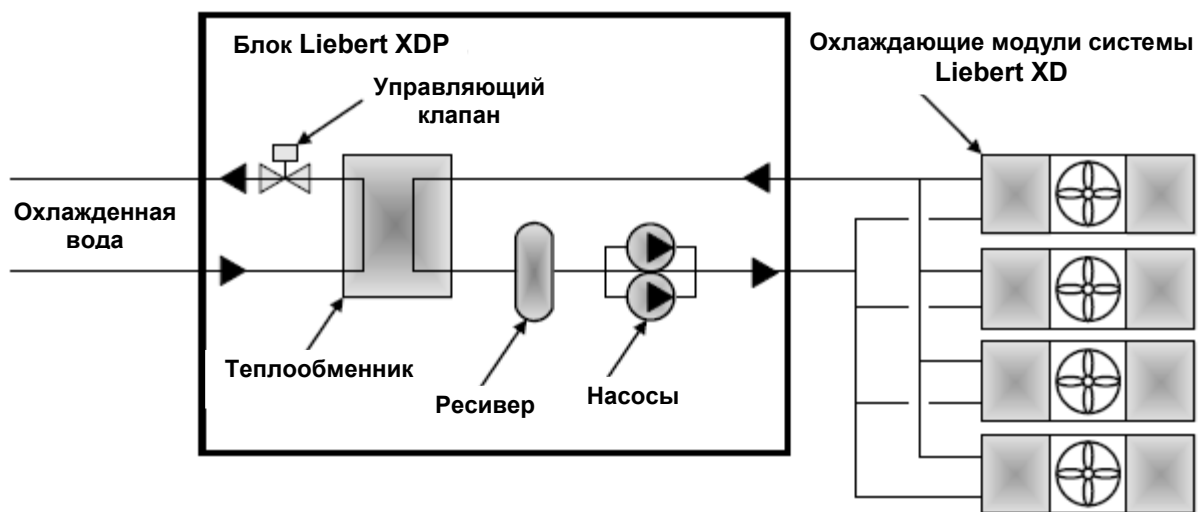 Блок Liebert XDP
Охлаждающие модули системы
Liebert XD
Управляющий
клапан
Охлажденная
вода
Теплообменник
Ресивер
Насосы